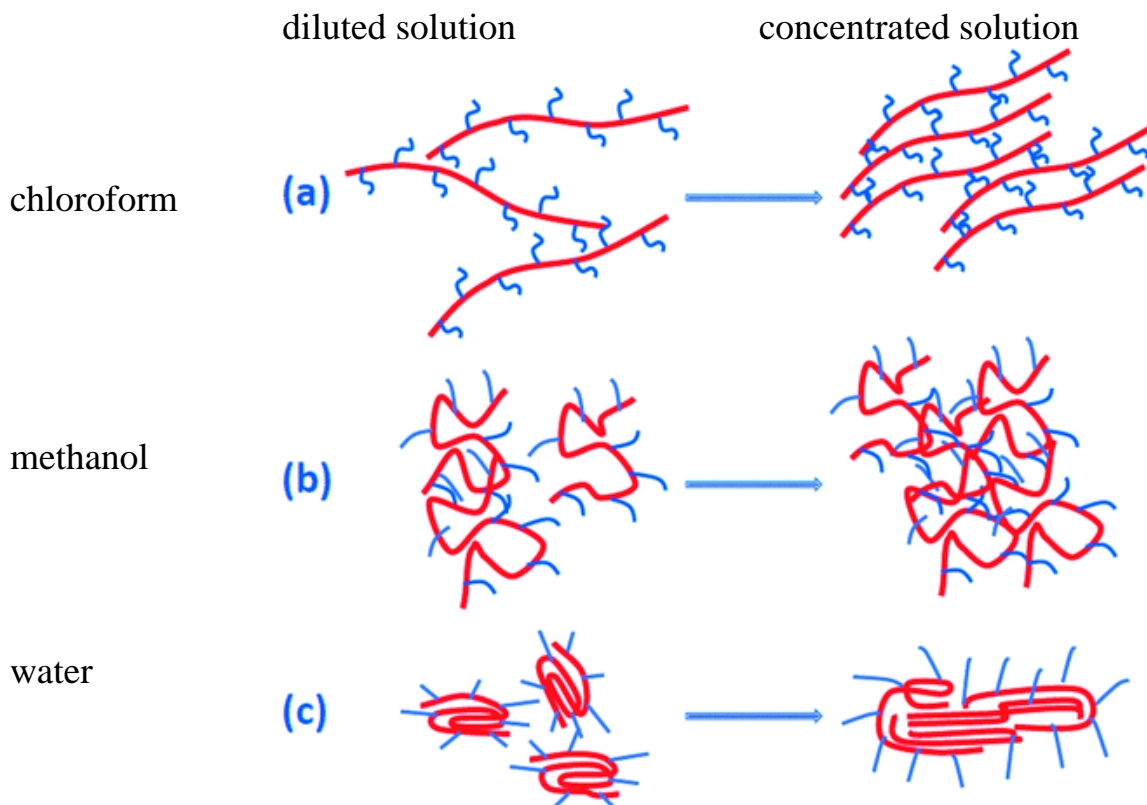 diluted solution concentrated solution
chloroform (a)
methanol (b)
water (c)